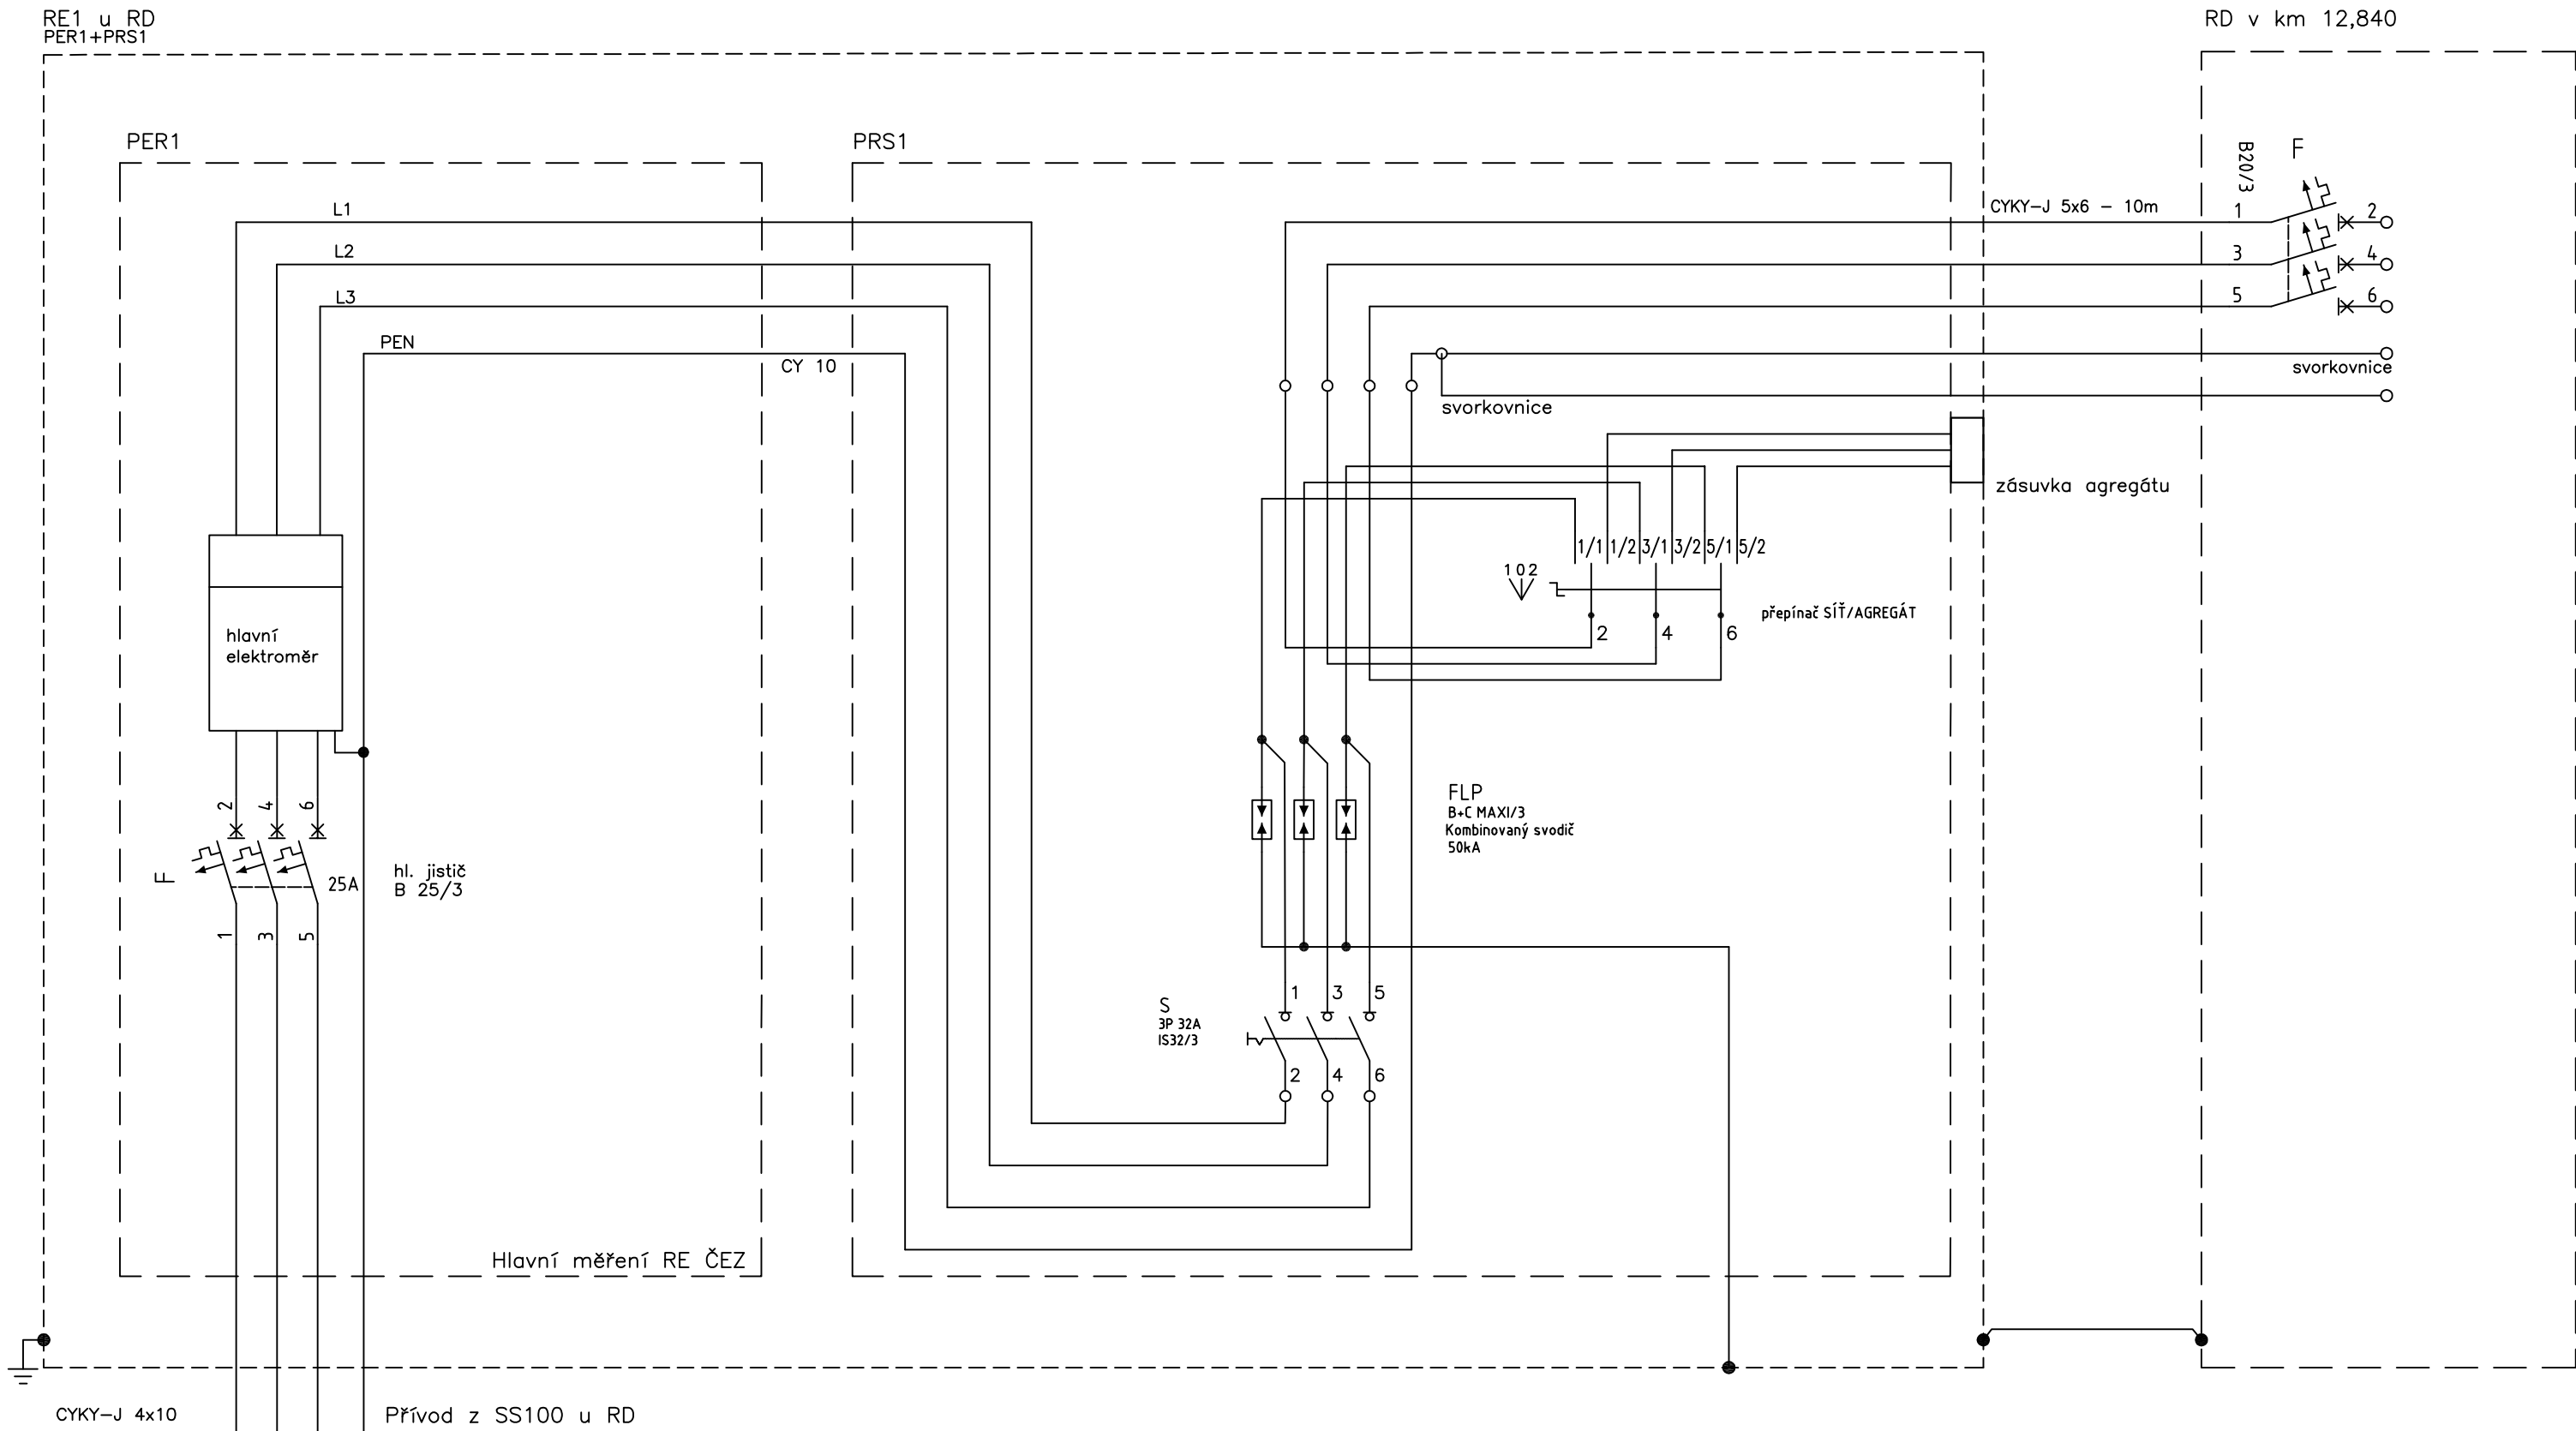 RE1 u RD
PER1+PRS1
RD v km 12,840
PER1
PRS1
B20/3
F
L1
CYKY-J 5x6 - 10m
1
2
L2
3
4
L3
5
6
PEN
CY 10
svorkovnice
svorkovnice
zásuvka agregátu
1/1 1/2 3/1 3/2 5/1 5/2
1 0 2
přepínač SÍŤ/AGREGÁT
2 4 6
hlavní
elektroměr
2 4 6
FLP
B+C MAXI/3
Kombinovaný svodič
50kA
F
25A
hl. jistič
B 25/3
1 3 5
1 3 5
S
3P 32A
IS32/3
2 4 6
Hlavní měření RE ČEZ
CYKY-J 4x10
Přívod z SS100 u RD